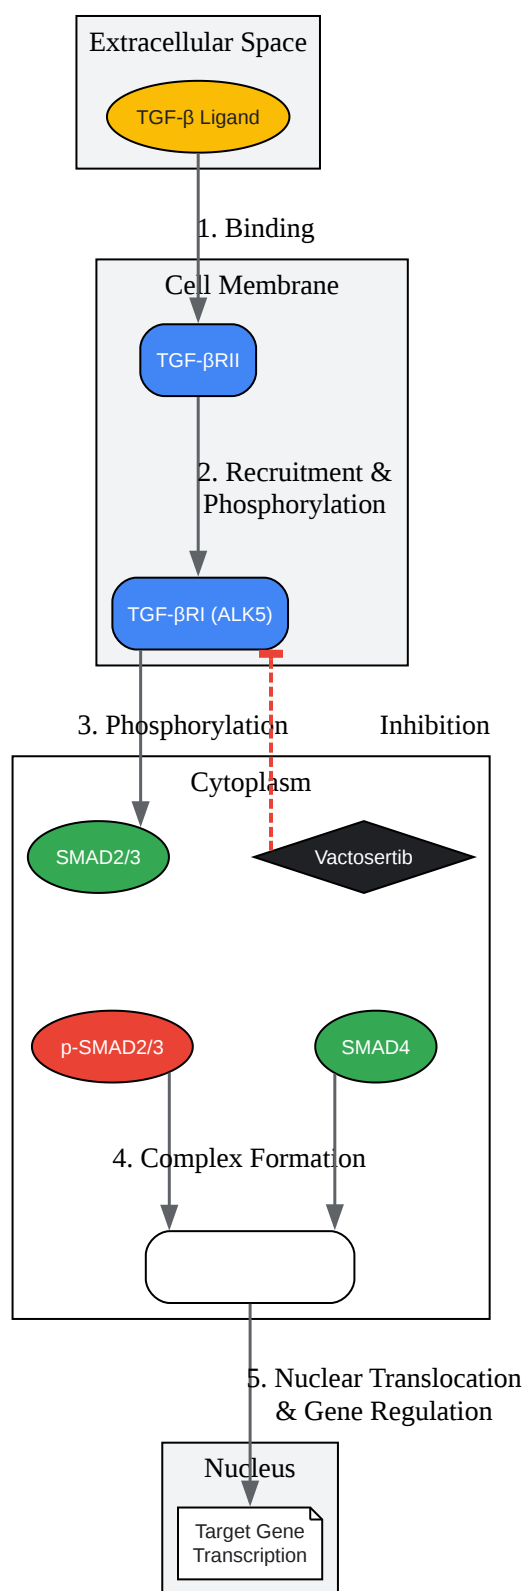 Extracellular Space
TGF-β Ligand
1. Binding
Cell Membrane
TGF-βRII
2. Recruitment &
Phosphorylation
TGF-βRI (ALK5)
3. Phosphorylation
Inhibition
Cytoplasm
SMAD2/3
Vactosertib
p-SMAD2/3
SMAD4
4. Complex Formation
5. Nuclear Translocation
& Gene Regulation
Nucleus
Target Gene
Transcription